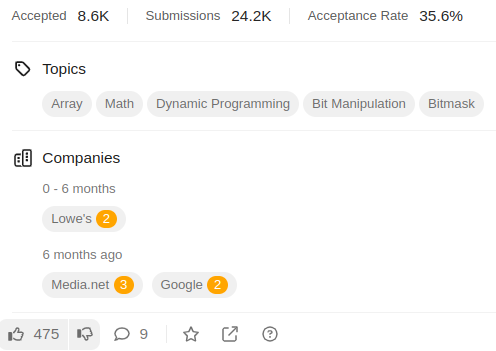 Accepted 8.6K Submissions 24.2K Acceptance Rate 35.6%
Topics
Array Math Dynamic Programming Bit Manipulation Bitmask
Companies
0 - 6 months
Lowe's 2
6 months ago
Media.net 3 Google 2
475 9